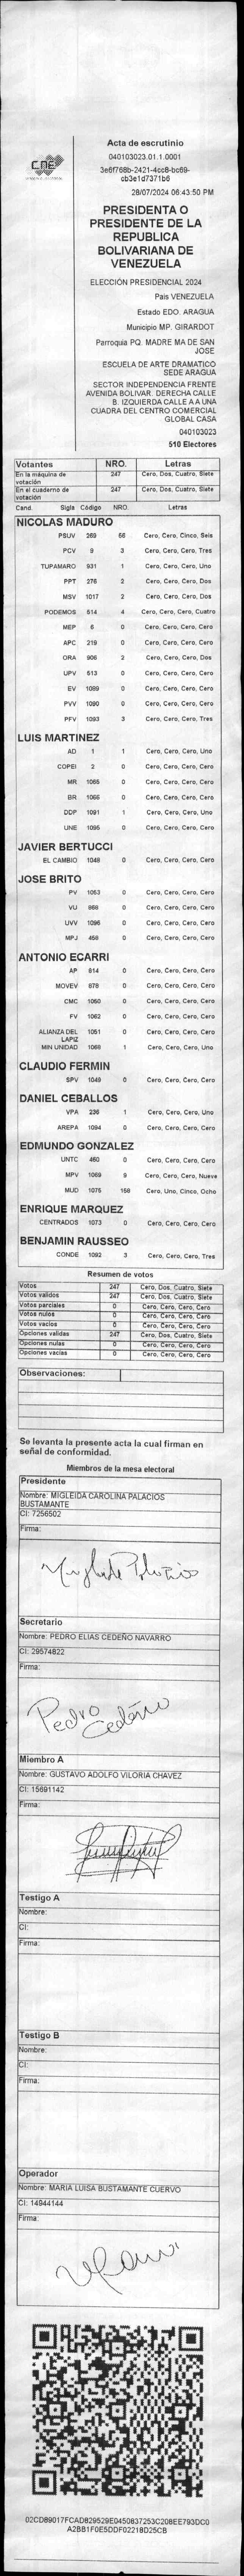 CNE
Acta de escrutinio
040103023.01.1.0001
3e6f768b-2421-4cc8-bc69-
cb3e1d7371b6
28/07/2024 06:43:50 PM
PRESIDENTA O
PRESIDENTE DE LA
REPUBLICA
BOLIVARIANA DE
VENEZUELA
ELECCIÓN PRESIDENCIAL 2024
Pais VENEZUELA
Estado EDO. ARAGUA
Municipio MP. GIRARDOT
Parroquia PQ. MADRE MA DE SAN
JOSE
ESCUELA DE ARTE DRAMATICO
SEDE ARAGUA
SECTOR INDEPENDENCIA FRENTE
AVENIDA BOLIVAR. DERECHA CALLE
B. IZQUIERDA CALLE A A UNA
CUADRA DEL CENTRO COMERCIAL
GLOBAL CASA
040103023
510 Electores
Votantes NRO. Letras
En la máquina de votación 247 Cero, Dos, Cuatro, Siete
En el cuaderno de votación 247 Cero, Dos, Cuatro, Siete
Cand. Sigla Código NRO. Letras
NICOLAS MADURO
PSUV 269 56 Cero, Cero, Cinco, Seis
PCV 9 3 Cero, Cero, Cero, Tres
TUPAMARO 931 1 Cero, Cero, Cero, Uno
PPT 276 2 Cero, Cero, Cero, Dos
MSV 1017 2 Cero, Cero, Cero, Dos
PODEMOS 514 4 Cero, Cero, Cero, Cuatro
MEP 6 0 Cero, Cero, Cero, Cero
APC 219 0 Cero, Cero, Cero, Cero
ORA 906 2 Cero, Cero, Cero, Dos
UPV 513 0 Cero, Cero, Cero, Cero
EV 1089 0 Cero, Cero, Cero, Cero
PVV 1090 0 Cero, Cero, Cero, Cero
PFV 1093 3 Cero, Cero, Cero, Tres
LUIS MARTINEZ
AD 1 1 Cero, Cero, Cero, Uno
COPEI 2 0 Cero, Cero, Cero, Cero
MR 1065 0 Cero, Cero, Cero, Cero
BR 1066 0 Cero, Cero, Cero, Cero
DDP 1091 1 Cero, Cero, Cero, Uno
UNE 1095 0 Cero, Cero, Cero, Cero
JAVIER BERTUCCI
EL CAMBIO 1048 0 Cero, Cero, Cero, Cero
JOSE BRITO
PV 1053 0 Cero, Cero, Cero, Cero
VU 868 0 Cero, Cero, Cero, Cero
UVV 1096 0 Cero, Cero, Cero, Cero
MPJ 458 0 Cero, Cero, Cero, Cero
ANTONIO ECARRI
AP 814 0 Cero, Cero, Cero, Cero
MOVEV 878 0 Cero, Cero, Cero, Cero
CMC 1050 0 Cero, Cero, Cero, Cero
FV 1062 0 Cero, Cero, Cero, Cero
ALIANZA DEL LAPIZ 1051 0 Cero, Cero, Cero, Cero
MIN UNIDAD 1068 1 Cero, Cero, Cero, Uno
CLAUDIO FERMIN
SPV 1049 0 Cero, Cero, Cero, Cero
DANIEL CEBALLOS
VPA 236 1 Cero, Cero, Cero, Uno
AREPA 1094 0 Cero, Cero, Cero, Cero
EDMUNDO GONZALEZ
UNTC 460 0 Cero, Cero, Cero, Cero
MPV 1069 9 Cero, Cero, Cero, Nueve
MUD 1075 158 Cero, Uno, Cinco, Ocho
ENRIQUE MARQUEZ
CENTRADOS 1073 0 Cero, Cero, Cero, Cero
BENJAMIN RAUSSEO
CONDE 1092 3 Cero, Cero, Cero, Tres
Resumen de votos
Votos 247 Cero, Dos, Cuatro, Siete
Votos validos 247 Cero, Dos, Cuatro, Siete
Votos parciales 0 Cero, Cero, Cero, Cero
Votos nulos 0 Cero, Cero, Cero, Cero
Votos vacios 0 Cero, Cero, Cero, Cero
Opciones validas 247 Cero, Dos, Cuatro, Siete
Opciones nulas 0 Cero, Cero, Cero, Cero
Opciones vacias 0 Cero, Cero, Cero, Cero
Observaciones:
Se levanta la presente acta la cual firman en
señal de conformidad.
Miembros de la mesa electoral
Presidente
Nombre: MIGLEIDA CAROLINA PALACIOS
BUSTAMANTE
CI: 7256502
Firma:
Secretario
Nombre: PEDRO ELIAS CEDEÑO NAVARRO
CI: 29574822
Firma:
Pedro
Cedeño
Miembro A
Nombre: GUSTAVO ADOLFO VILORIA CHAVEZ
CI: 15691142
Firma:
Testigo A
Nombre:
CI:
Firma:
Testigo B
Nombre:
CI:
Firma:
Operador
Nombre: MARIA LUISA BUSTAMANTE CUERVO
CI: 14944144
Firma:
02CD89017FCAD829529E0450837253C208EE793DC0
A2BB1F0E5DDF02218D25CB